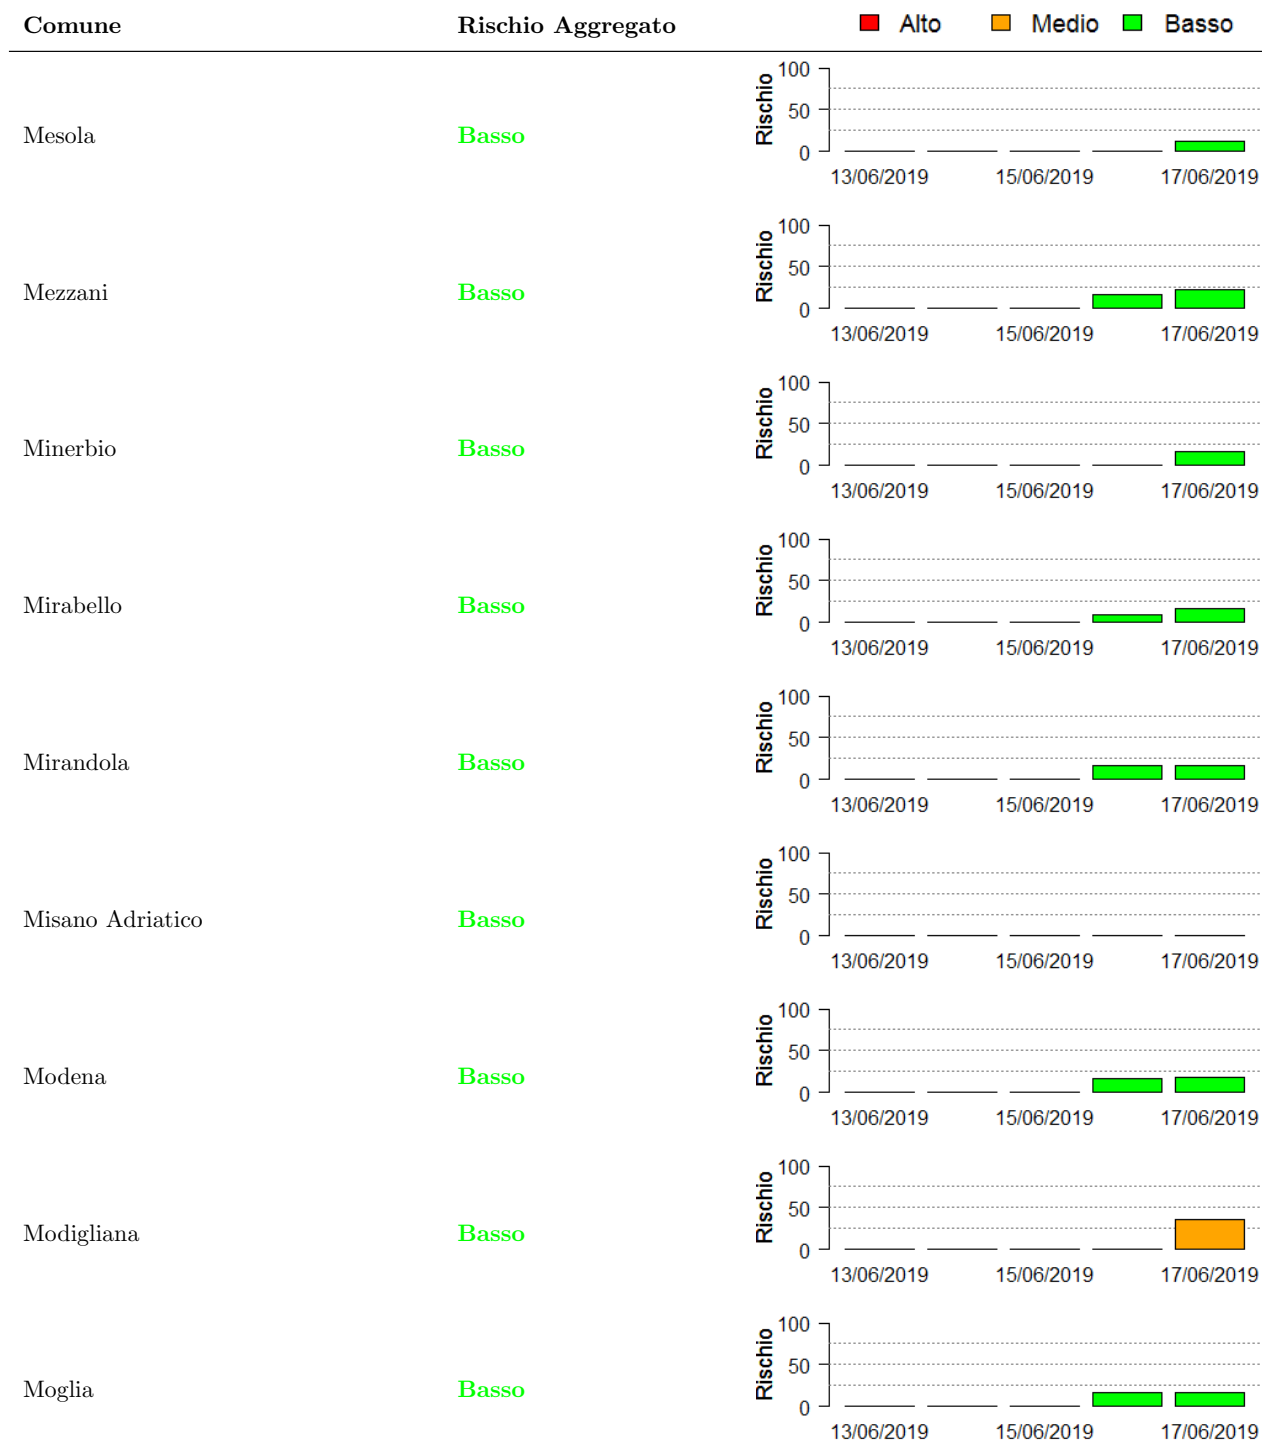 Comune Rischio Aggregato Alto Medio Basso
Mesola Basso Rischio 100 50 0
13/06/2019 15/06/2019 17/06/2019
Mezzani Basso Rischio 100 50 0
13/06/2019 15/06/2019 17/06/2019
Minerbio Basso Rischio 100 50 0
13/06/2019 15/06/2019 17/06/2019
Mirabello Basso Rischio 100 50 0
13/06/2019 15/06/2019 17/06/2019
Mirandola Basso Rischio 100 50 0
13/06/2019 15/06/2019 17/06/2019
Misano Adriatico Basso Rischio 100 50 0
13/06/2019 15/06/2019 17/06/2019
Modena Basso Rischio 100 50 0
13/06/2019 15/06/2019 17/06/2019
Modigliana Basso Rischio 100 50 0
13/06/2019 15/06/2019 17/06/2019
Moglia Basso Rischio 100 50 0
13/06/2019 15/06/2019 17/06/2019